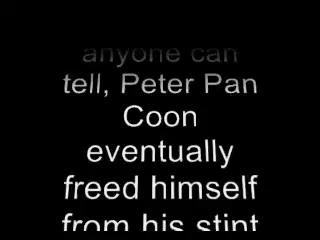 anyone can
tell, Peter Pan
Coon
eventually
freed himself
from his stint